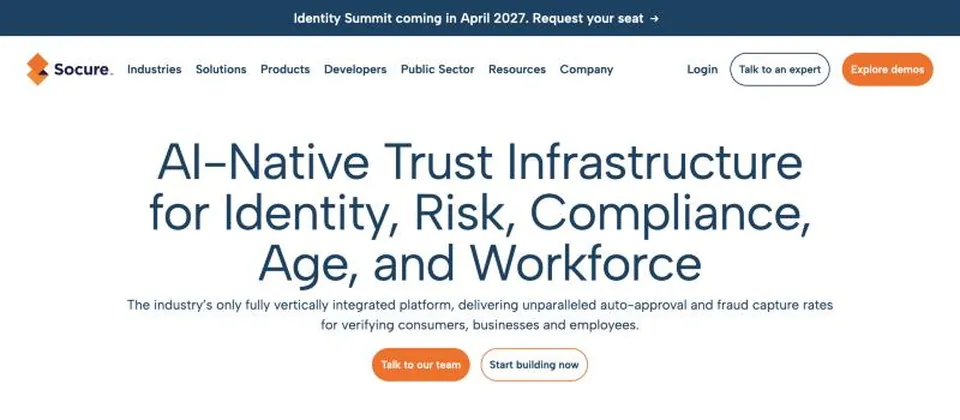 Identity Summit coming in April 2027. Request your seat →
Socure
Industries Solutions Products Developers Public Sector Resources Company Login Talk to an expert Explore demos
AI-Native Trust Infrastructure
for Identity, Risk, Compliance,
Age, and Workforce
The industry's only fully vertically integrated platform, delivering unparalleled auto-approval and fraud capture rates
for verifying consumers, businesses and employees.
Talk to our team Start building now